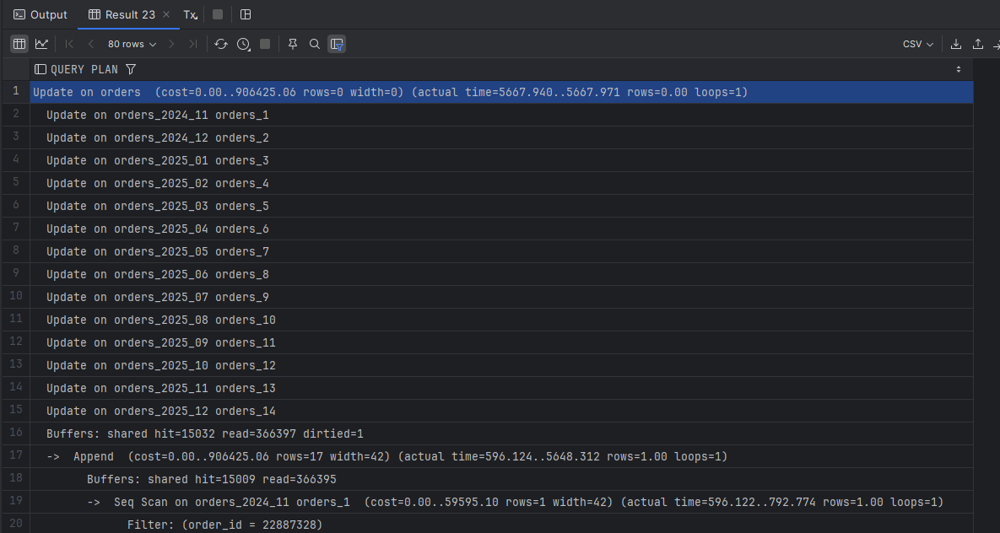 Output Result 23 × Tx
80 rows CSV
QUERY PLAN
1 Update on orders (cost=0.00..906425.06 rows=0 width=0) (actual time=5667.940..5667.971 rows=0.00 loops=1)
2 Update on orders_2024_11 orders_1
3 Update on orders_2024_12 orders_2
4 Update on orders_2025_01 orders_3
5 Update on orders_2025_02 orders_4
6 Update on orders_2025_03 orders_5
7 Update on orders_2025_04 orders_6
8 Update on orders_2025_05 orders_7
9 Update on orders_2025_06 orders_8
10 Update on orders_2025_07 orders_9
11 Update on orders_2025_08 orders_10
12 Update on orders_2025_09 orders_11
13 Update on orders_2025_10 orders_12
14 Update on orders_2025_11 orders_13
15 Update on orders_2025_12 orders_14
16 Buffers: shared hit=15032 read=366397 dirtied=1
17 -> Append (cost=0.00..906425.06 rows=17 width=42) (actual time=596.124..5648.312 rows=1.00 loops=1)
18 Buffers: shared hit=15009 read=366395
19 -> Seq Scan on orders_2024_11 orders_1 (cost=0.00..59595.10 rows=1 width=42) (actual time=596.122..792.774 rows=1.00 loops=1)
20 Filter: (order_id = 22887328)